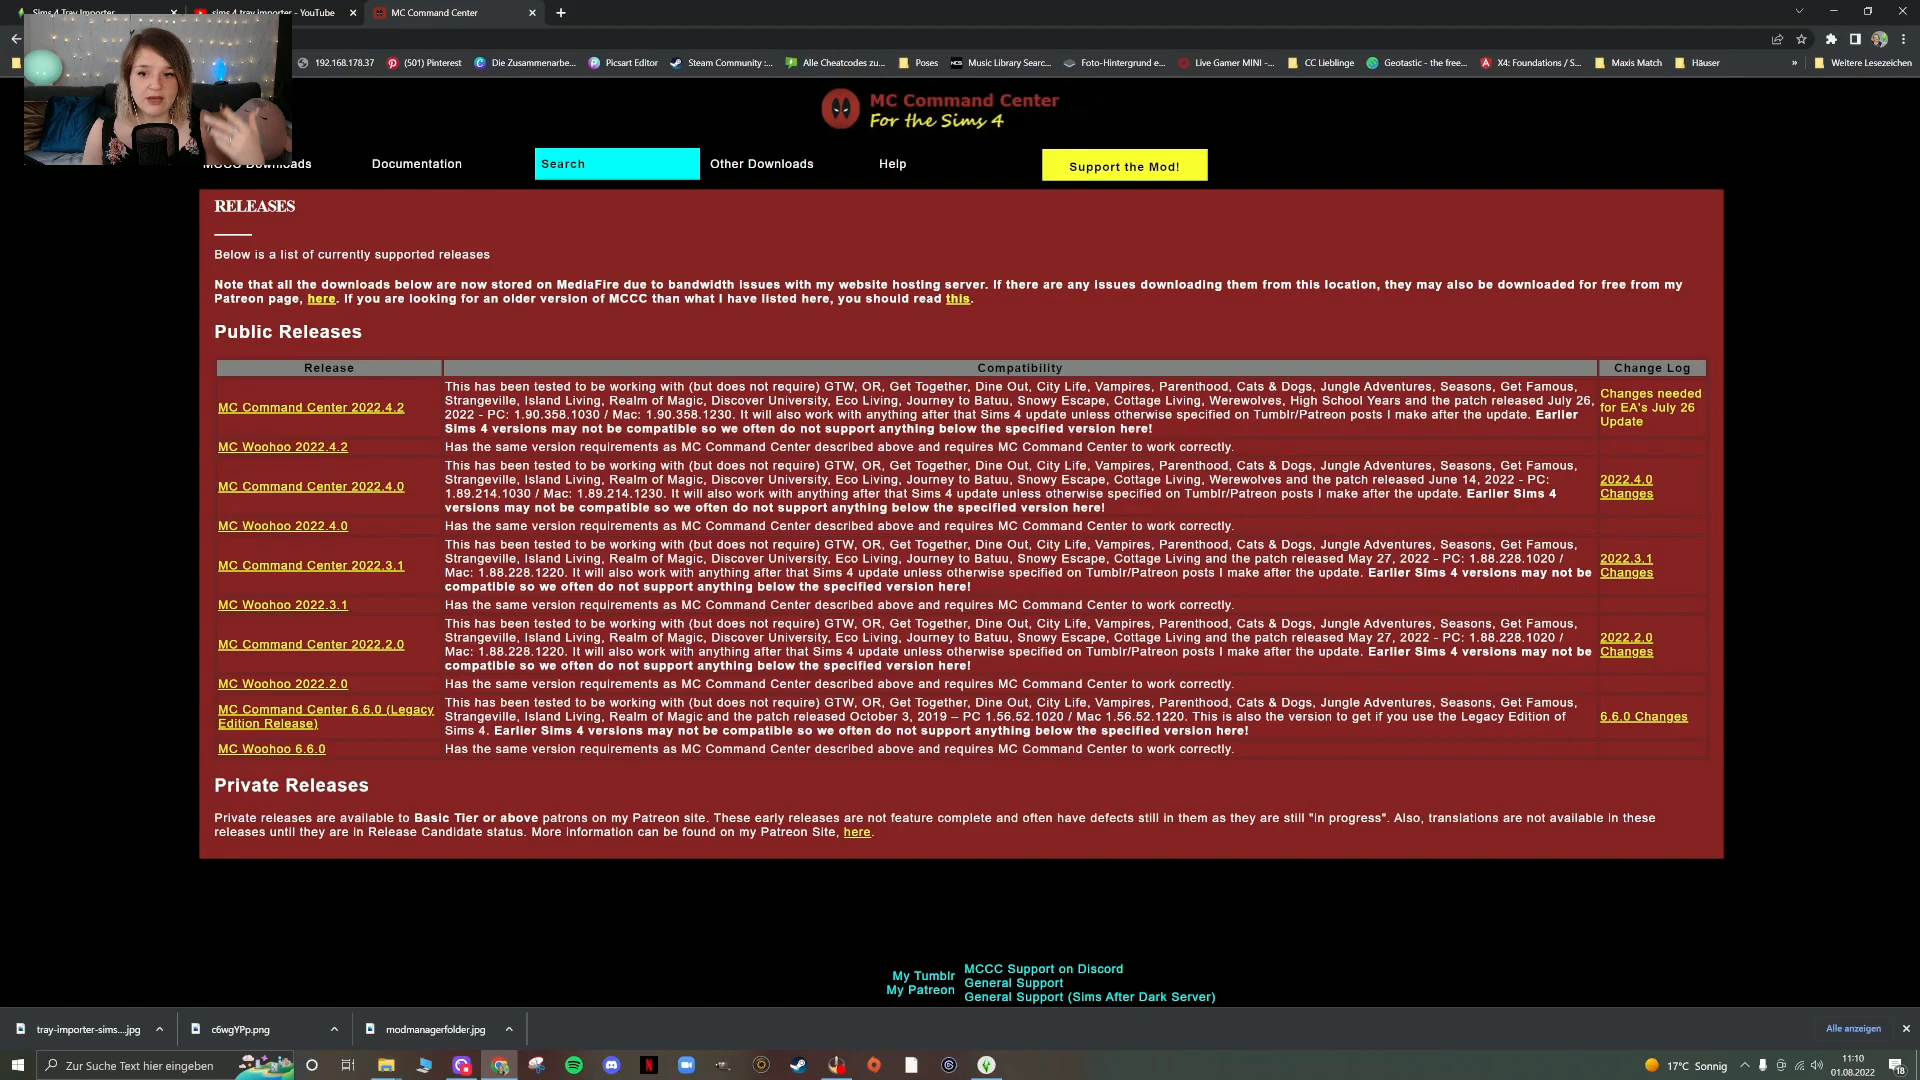 Sims 4 Tray Importer
sims 4 tray importer - YouTube
MC Command Center
192.168.178.37
(501) Pinterest
Die Zusammenarbe...
Picsart Editor
Steam Community :...
Alle Cheatcodes zu...
Poses
Music Library Searc...
Foto-Hintergrund e...
Live Gamer MINI -...
CC Lieblinge
Geotastic - the free...
X4: Foundations / S...
Maxis Match
Häuser
»
Weitere Lesezeichen
MC Command Center
For the Sims 4
MCCC Downloads
Documentation
Search
Other Downloads
Help
Support the Mod!
RELEASES
Below is a list of currently supported releases
Note that all the downloads below are now stored on MediaFire due to bandwidth issues with my website hosting server. If there are any issues downloading them from this location, they may also be downloaded for free from my
Patreon page, here. If you are looking for an older version of MCCC than what I have listed here, you should read this.
Public Releases
Release
Compatibility
Change Log
MC Command Center 2022.4.2
This has been tested to be working with (but does not require) GTW, OR, Get Together, Dine Out, City Life, Vampires, Parenthood, Cats & Dogs, Jungle Adventures, Seasons, Get Famous,
Strangeville, Island Living, Realm of Magic, Discover University, Eco Living, Journey to Batuu, Snowy Escape, Cottage Living, Werewolves, High School Years and the patch released July 26,
2022 - PC: 1.90.358.1030 / Mac: 1.90.358.1230. It will also work with anything after that Sims 4 update unless otherwise specified on Tumblr/Patreon posts I make after the update. Earlier
Sims 4 versions may not be compatible so we often do not support anything below the specified version here!
Changes needed
for EA's July 26
Update
MC Woohoo 2022.4.2
Has the same version requirements as MC Command Center described above and requires MC Command Center to work correctly.
MC Command Center 2022.4.0
This has been tested to be working with (but does not require) GTW, OR, Get Together, Dine Out, City Life, Vampires, Parenthood, Cats & Dogs, Jungle Adventures, Seasons, Get Famous,
Strangeville, Island Living, Realm of Magic, Discover University, Eco Living, Journey to Batuu, Snowy Escape, Cottage Living, Werewolves and the patch released June 14, 2022 - PC:
1.89.214.1030 / Mac: 1.89.214.1230. It will also work with anything after that Sims 4 update unless otherwise specified on Tumblr/Patreon posts I make after the update. Earlier Sims 4
versions may not be compatible so we often do not support anything below the specified version here!
2022.4.0
Changes
MC Woohoo 2022.4.0
Has the same version requirements as MC Command Center described above and requires MC Command Center to work correctly.
MC Command Center 2022.3.1
This has been tested to be working with (but does not require) GTW, OR, Get Together, Dine Out, City Life, Vampires, Parenthood, Cats & Dogs, Jungle Adventures, Seasons, Get Famous,
Strangeville, Island Living, Realm of Magic, Discover University, Eco Living, Journey to Batuu, Snowy Escape, Cottage Living and the patch released May 27, 2022 - PC: 1.88.228.1020 /
Mac: 1.88.228.1220. It will also work with anything after that Sims 4 update unless otherwise specified on Tumblr/Patreon posts I make after the update. Earlier Sims 4 versions may not be
compatible so we often do not support anything below the specified version here!
2022.3.1
Changes
MC Woohoo 2022.3.1
Has the same version requirements as MC Command Center described above and requires MC Command Center to work correctly.
MC Command Center 2022.2.0
This has been tested to be working with (but does not require) GTW, OR, Get Together, Dine Out, City Life, Vampires, Parenthood, Cats & Dogs, Jungle Adventures, Seasons, Get Famous,
Strangeville, Island Living, Realm of Magic, Discover University, Eco Living, Journey to Batuu, Snowy Escape, Cottage Living and the patch released May 27, 2022 - PC: 1.88.228.1020 /
Mac: 1.88.228.1220. It will also work with anything after that Sims 4 update unless otherwise specified on Tumblr/Patreon posts I make after the update. Earlier Sims 4 versions may not be
compatible so we often do not support anything below the specified version here!
2022.2.0
Changes
MC Woohoo 2022.2.0
Has the same version requirements as MC Command Center described above and requires MC Command Center to work correctly.
MC Command Center 6.6.0 (Legacy
Edition Release)
This has been tested to be working with (but does not require) GTW, OR, Get Together, Dine Out, City Life, Vampires, Parenthood, Cats & Dogs, Jungle Adventures, Seasons, Get Famous,
Strangeville, Island Living, Realm of Magic and the patch released October 3, 2019 – PC 1.56.52.1020 / Mac 1.56.52.1220. This is also the version to get if you use the Legacy Edition of
Sims 4. Earlier Sims 4 versions may not be compatible so we often do not support anything below the specified version here!
6.6.0 Changes
MC Woohoo 6.6.0
Has the same version requirements as MC Command Center described above and requires MC Command Center to work correctly.
Private Releases
Private releases are available to Basic Tier or above patrons on my Patreon site. These early releases are not feature complete and often have defects still in them as they are still "in progress". Also, translations are not available in these
releases until they are in Release Candidate status. More information can be found on my Patreon Site, here.
My Tumblr
My Patreon
MCCC Support on Discord
General Support
General Support (Sims After Dark Server)
tray-importer-sims....jpg
c6wgYPp.png
modmanagerfolder.jpg
Alle anzeigen
Zur Suche Text hier eingeben
17°C Sonnig
11:10
01.08.2022
18